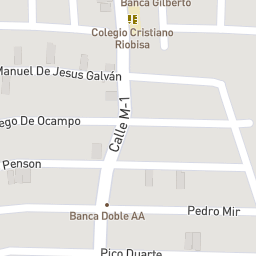 Banca Gilberto
Colegio Cristiano
Riobisa
Manuel De Jesus Galván
Calle M-1
ego De Ocampo
Penson
Banca Doble AA
Pedro Mir
Pico Duarte